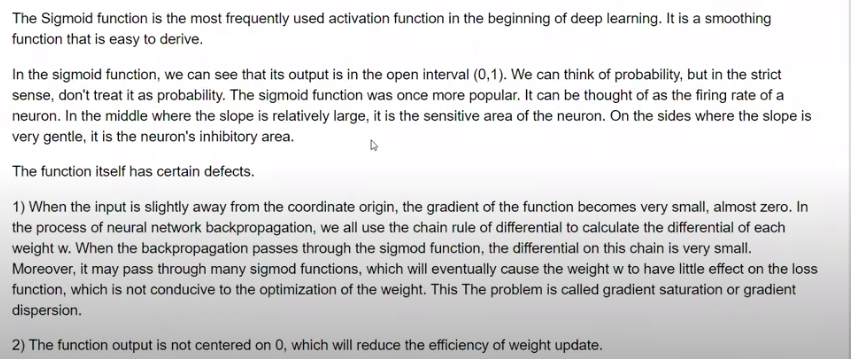 The Sigmoid function is the most frequently used activation function in the beginning of deep learning. It is a smoothing
function that is easy to derive.
In the sigmoid function, we can see that its output is in the open interval (0,1). We can think of probability, but in the strict
sense, don't treat it as probability. The sigmoid function was once more popular. It can be thought of as the firing rate of a
neuron. In the middle where the slope is relatively large, it is the sensitive area of the neuron. On the sides where the slope is
very gentle, it is the neuron's inhibitory area.
The function itself has certain defects.
1) When the input is slightly away from the coordinate origin, the gradient of the function becomes very small, almost zero. In
the process of neural network backpropagation, we all use the chain rule of differential to calculate the differential of each
weight w. When the backpropagation passes through the sigmod function, the differential on this chain is very small.
Moreover, it may pass through many sigmod functions, which will eventually cause the weight w to have little effect on the loss
function, which is not conducive to the optimization of the weight. This The problem is called gradient saturation or gradient
dispersion.
2) The function output is not centered on 0, which will reduce the efficiency of weight update.